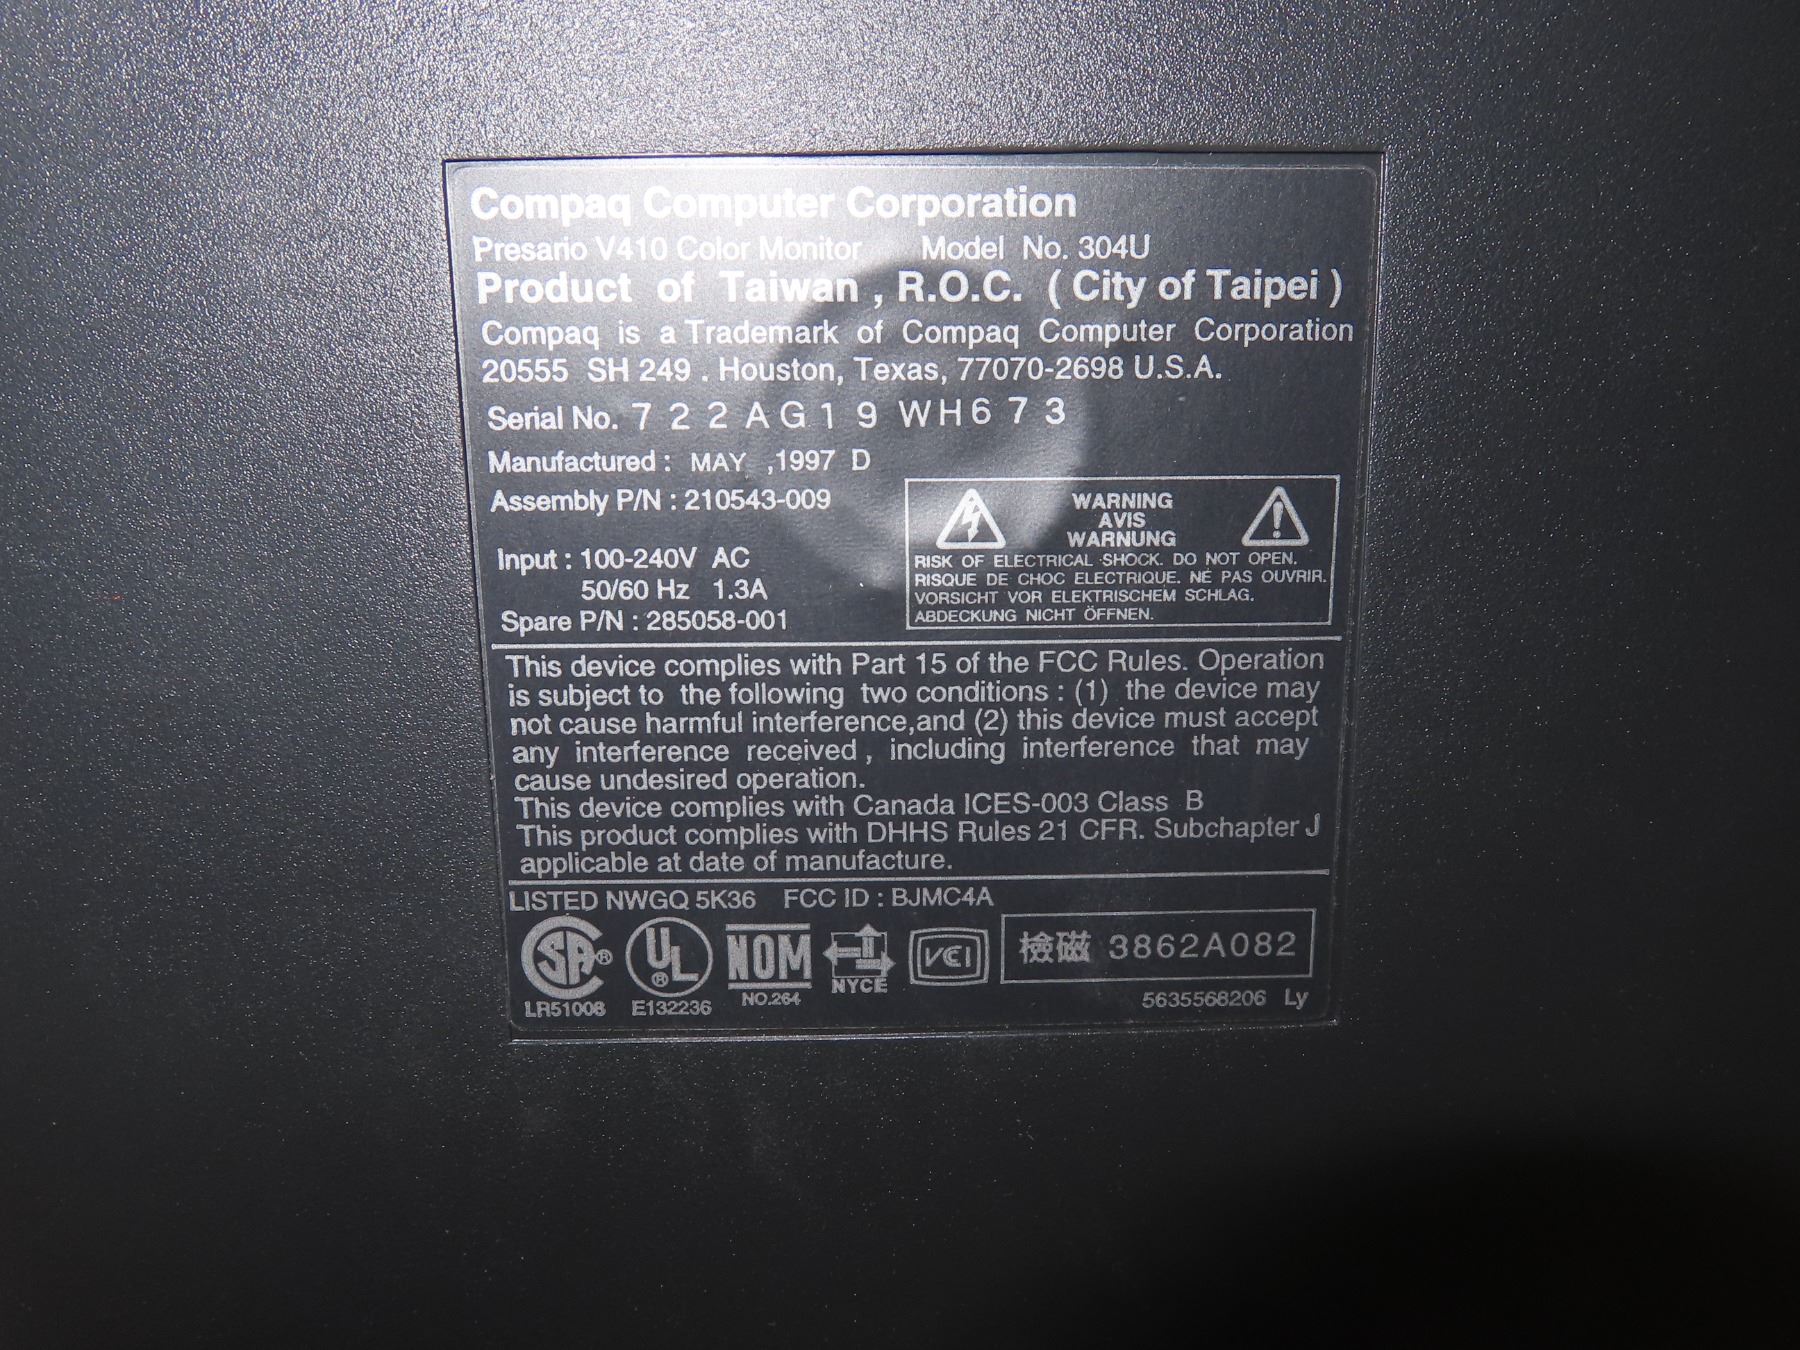 Compaq Computer Corporation
Presario V410 Color Monitor Model No. 304U
Product of Taiwan , R.O.C. ( City of Taipei )
Compaq is a Trademark of Compaq Computer Corporation
20555 SH 249 . Houston, Texas, 77070-2698 U.S.A.
Serial No. 722AG19WH673
Manufactured : MAY ,1997 D
Assembly P/N : 210543-009
Input : 100-240V AC
50/60 Hz 1.3A
Spare P/N : 285058-001
WARNING
AVIS
WARNUNG
RISK OF ELECTRICAL SHOCK. DO NOT OPEN.
RISQUE DE CHOC ELECTRIQUE. NE PAS OUVRIR.
VORSICHT VOR ELEKTRISCHEM SCHLAG.
ABDECKUNG NICHT ÖFFNEN.
This device complies with Part 15 of the FCC Rules. Operation
is subject to the following two conditions : (1) the device may
not cause harmful interference,and (2) this device must accept
any interference received , including interference that may
cause undesired operation.
This device complies with Canada ICES-003 Class B
This product complies with DHHS Rules 21 CFR. Subchapter J
applicable at date of manufacture.
LISTED NWGQ 5K36 FCC ID : BJMC4A
SA ® UL ® NOM NYCE VCI 檢磁 3862A082
LR51008 E132236 NO.264 5635568206 Ly